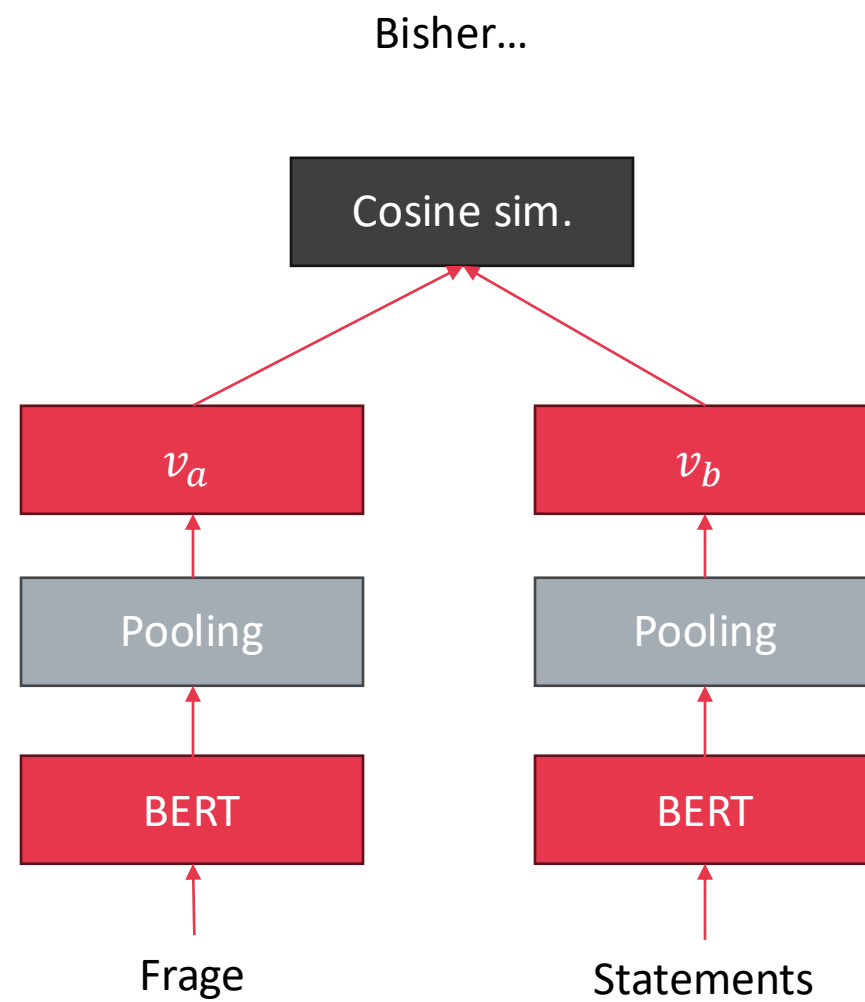 Bisher...
Cosine sim.
v_a
v_b
Pooling
Pooling
BERT
BERT
Frage
Statements